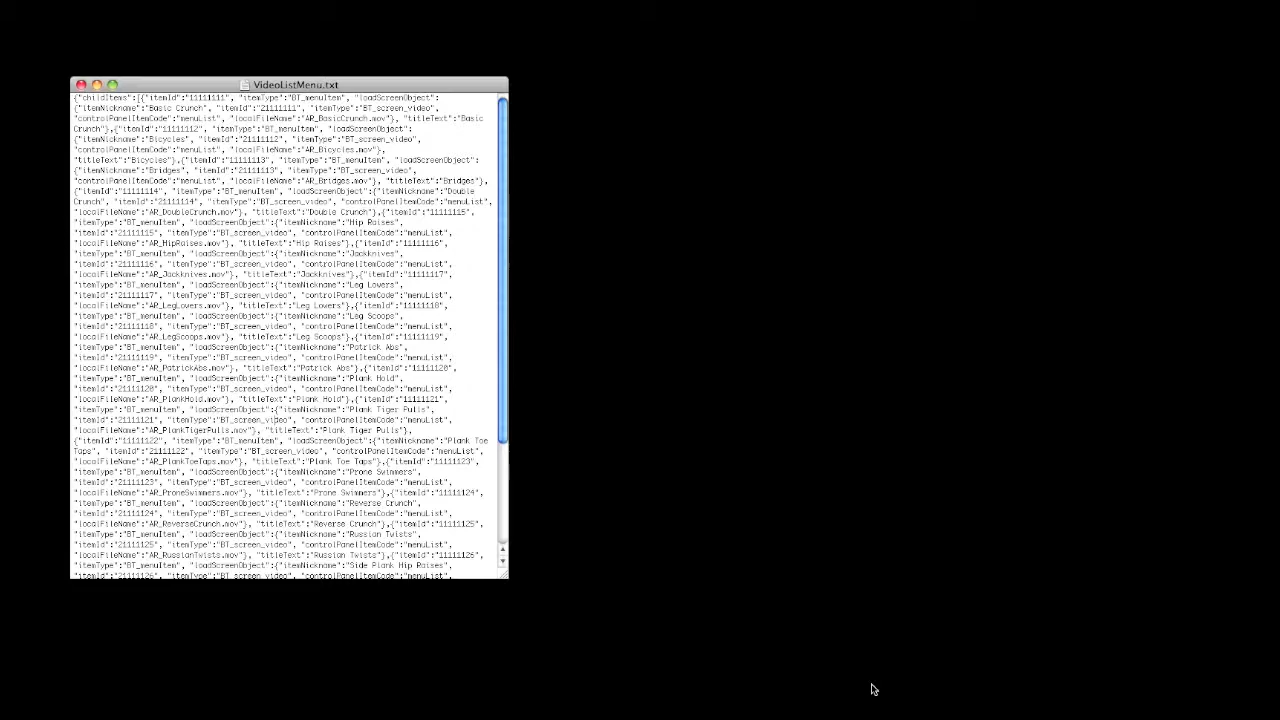 VideoListMenu.txt
{"childItems":[{"itemId":"11111111", "itemType":"BT_menuItem", "loadScreenObject":
{"itemNickname":"Basic Crunch", "itemId":"21111111", "itemType":"BT_screen_video",
"controlPanelItemCode":"menuList", "localFileName":"AR_BasicCrunch.mov"}, "titleText":"Basic
Crunch"},{"itemId":"11111112", "itemType":"BT_menuItem", "loadScreenObject":
{"itemNickname":"Bicycles", "itemId":"21111112", "itemType":"BT_screen_video",
"controlPanelItemCode":"menuList", "localFileName":"AR_Bicycles.mov"},
"titleText":"Bicycles"},{"itemId":"11111113", "itemType":"BT_menuItem", "loadScreenObject":
{"itemNickname":"Bridges", "itemId":"21111113", "itemType":"BT_screen_video",
"controlPanelItemCode":"menuList", "localFileName":"AR_Bridges.mov"}, "titleText":"Bridges"},
{"itemId":"11111114", "itemType":"BT_menuItem", "loadScreenObject":{"itemNickname":"Double
Crunch", "itemId":"21111114", "itemType":"BT_screen_video", "controlPanelItemCode":"menuList",
"localFileName":"AR_DoubleCrunch.mov"}, "titleText":"Double Crunch"},{"itemId":"11111115",
"itemType":"BT_menuItem", "loadScreenObject":{"itemNickname":"Hip Raises",
"itemId":"21111115", "itemType":"BT_screen_video", "controlPanelItemCode":"menuList",
"localFileName":"AR_HipRaises.mov"}, "titleText":"Hip Raises"},{"itemId":"11111116",
"itemType":"BT_menuItem", "loadScreenObject":{"itemNickname":"Jackknives",
"itemId":"21111116", "itemType":"BT_screen_video", "controlPanelItemCode":"menuList",
"localFileName":"AR_Jackknives.mov"}, "titleText":"Jackknives"},{"itemId":"11111117",
"itemType":"BT_menuItem", "loadScreenObject":{"itemNickname":"Leg Lovers",
"itemId":"21111117", "itemType":"BT_screen_video", "controlPanelItemCode":"menuList",
"localFileName":"AR_LegLovers.mov"}, "titleText":"Leg Lowers"},{"itemId":"11111118",
"itemType":"BT_menuItem", "loadScreenObject":{"itemNickname":"Leg Scoops",
"itemId":"21111118", "itemType":"BT_screen_video", "controlPanelItemCode":"menuList",
"localFileName":"AR_LegScoops.mov"}, "titleText":"Leg Scoops"},{"itemId":"11111119",
"itemType":"BT_menuItem", "loadScreenObject":{"itemNickname":"Patrick Abs",
"itemId":"21111119", "itemType":"BT_screen_video", "controlPanelItemCode":"menuList",
"localFileName":"AR_PatrickAbs.mov"}, "titleText":"Patrick Abs"},{"itemId":"11111120",
"itemType":"BT_menuItem", "loadScreenObject":{"itemNickname":"Plank Hold",
"itemId":"21111120", "itemType":"BT_screen_video", "controlPanelItemCode":"menuList",
"localFileName":"AR_PlankHold.mov"}, "titleText":"Plank Hold"},{"itemId":"11111121",
"itemType":"BT_menuItem", "loadScreenObject":{"itemNickname":"Plank Tiger Pulls",
"itemId":"21111121", "itemType":"BT_screen_video", "controlPanelItemCode":"menuList",
"localFileName":"AR_PlankTigerPulls.mov"}, "titleText":"Plank Tiger Pulls"},
{"itemId":"11111122", "itemType":"BT_menuItem", "loadScreenObject":{"itemNickname":"Plank Toe
Taps", "itemId":"21111122", "itemType":"BT_screen_video", "controlPanelItemCode":"menuList",
"localFileName":"AR_PlankToeTaps.mov"}, "titleText":"Plank Toe Taps"},{"itemId":"11111123",
"itemType":"BT_menuItem", "loadScreenObject":{"itemNickname":"Prone Swimmers",
"itemId":"21111123", "itemType":"BT_screen_video", "controlPanelItemCode":"menuList",
"localFileName":"AR_ProneSwimmers.mov"}, "titleText":"Prone Swimmers"},{"itemId":"11111124",
"itemType":"BT_menuItem", "loadScreenObject":{"itemNickname":"Reverse Crunch",
"itemId":"21111124", "itemType":"BT_screen_video", "controlPanelItemCode":"menuList",
"localFileName":"AR_ReverseCrunch.mov"}, "titleText":"Reverse Crunch"},{"itemId":"11111125",
"itemType":"BT_menuItem", "loadScreenObject":{"itemNickname":"Russian Twists",
"itemId":"21111125", "itemType":"BT_screen_video", "controlPanelItemCode":"menuList",
"localFileName":"AR_RussianTwists.mov"}, "titleText":"Russian Twists"},{"itemId":"11111126",
"itemType":"BT_menuItem", "loadScreenObject":{"itemNickname":"Side Plank Hip Raises",
"itemId":"21111126", "itemType":"BT_screen_video", "controlPanelItemCode":"menuList",